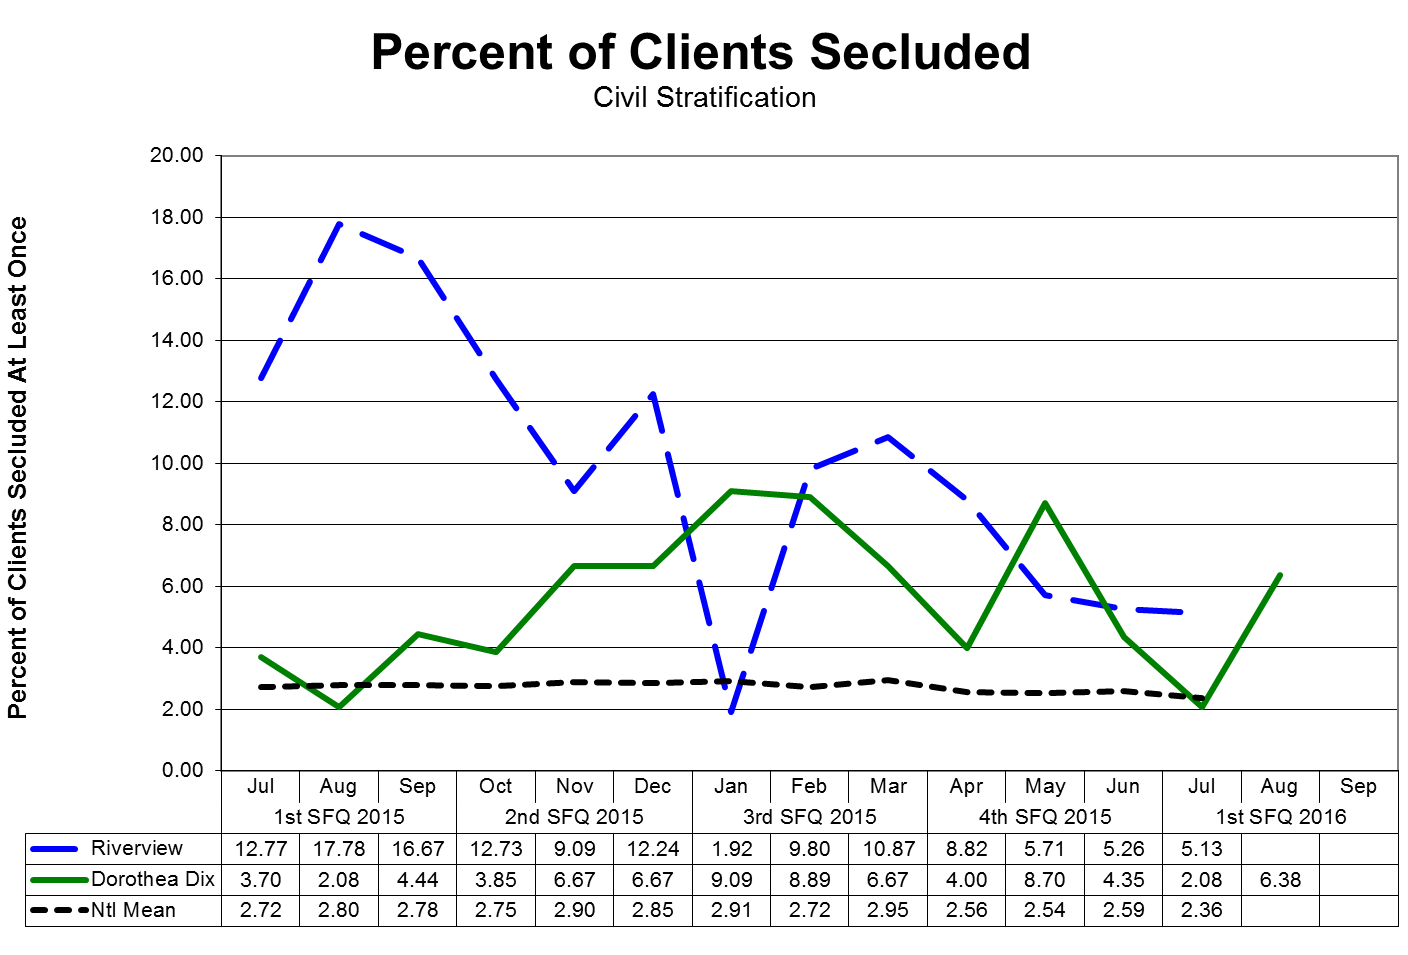 Percent of Clients Secluded
Civil Stratification
Percent of Clients Secluded At Least Once
20.00
18.00
16.00
14.00
12.00
10.00
8.00
6.00
4.00
2.00
0.00
Jul Aug Sep Oct Nov Dec Jan Feb Mar Apr May Jun Jul Aug Sep
1st SFQ 2015 2nd SFQ 2015 3rd SFQ 2015 4th SFQ 2015 1st SFQ 2016
Riverview 12.77 17.78 16.67 12.73 9.09 12.24 1.92 9.80 10.87 8.82 5.71 5.26 5.13
Dorothea Dix 3.70 2.08 4.44 3.85 6.67 6.67 9.09 8.89 6.67 4.00 8.70 4.35 2.08 6.38
Ntl Mean 2.72 2.80 2.78 2.75 2.90 2.85 2.91 2.72 2.95 2.56 2.54 2.59 2.36